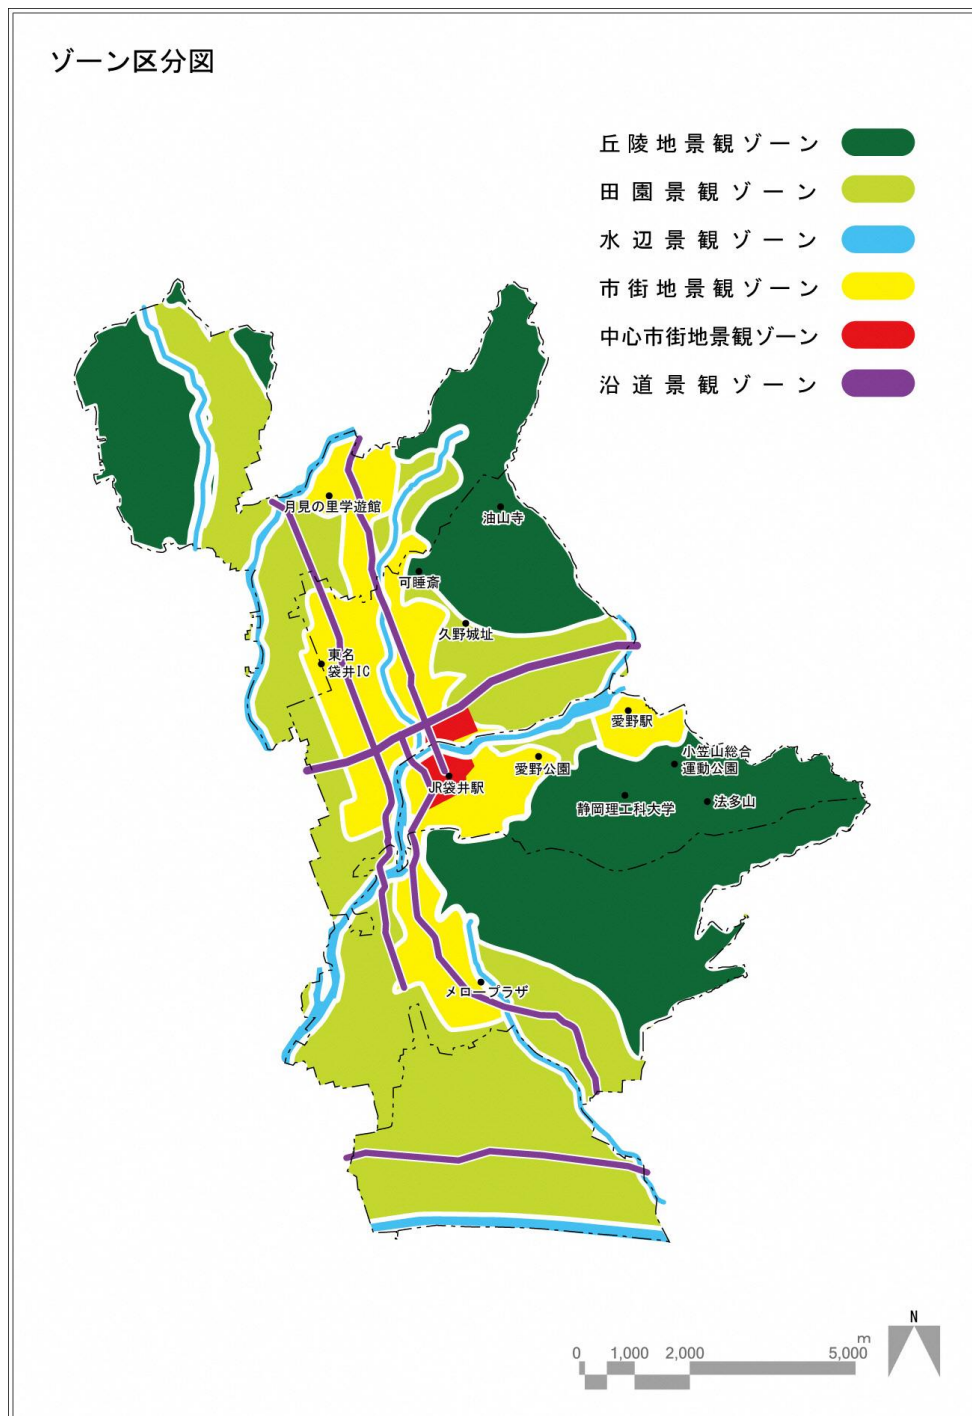 ゾーン区分図
丘陵地景観ゾーン
田園景観ゾーン
水辺景観ゾーン
市街地景観ゾーン
中心市街地景観ゾーン
沿道景観ゾーン
月見の里学遊館
油山寺
可睡斎
久野城址
東名
袋井IC
愛野駅
小笠山総合
運動公園
愛野公園
JR袋井駅
静岡理工科大学
法多山
メロープラザ
N
m
0 1,000 2,000 5,000